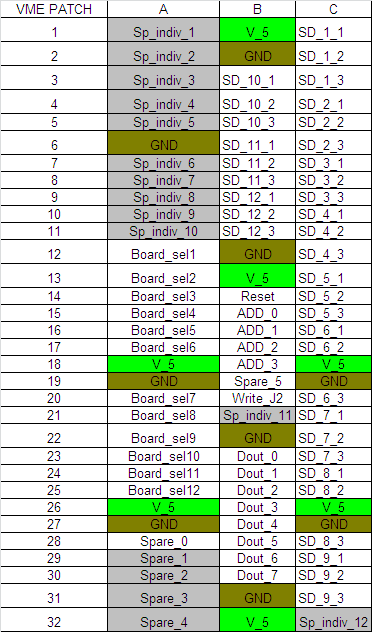 VME PATCH A B C
1 Sp_indiv_1 V_5 SD_1_1
2 Sp_indiv_2 GND SD_1_2
3 Sp_indiv_3 SD_10_1 SD_1_3
4 Sp_indiv_4 SD_10_2 SD_2_1
5 Sp_indiv_5 SD_10_3 SD_2_2
6 GND SD_11_1 SD_2_3
7 Sp_indiv_6 SD_11_2 SD_3_1
8 Sp_indiv_7 SD_11_3 SD_3_2
9 Sp_indiv_8 SD_12_1 SD_3_3
10 Sp_indiv_9 SD_12_2 SD_4_1
11 Sp_indiv_10 SD_12_3 SD_4_2
12 Board_sel1 GND SD_4_3
13 Board_sel2 V_5 SD_5_1
14 Board_sel3 Reset SD_5_2
15 Board_sel4 ADD_0 SD_5_3
16 Board_sel5 ADD_1 SD_6_1
17 Board_sel6 ADD_2 SD_6_2
18 V_5 ADD_3 V_5
19 GND Spare_5 GND
20 Board_sel7 Write_J2 SD_6_3
21 Board_sel8 Sp_indiv_11 SD_7_1
22 Board_sel9 GND SD_7_2
23 Board_sel10 Dout_0 SD_7_3
24 Board_sel11 Dout_1 SD_8_1
25 Board_sel12 Dout_2 SD_8_2
26 V_5 Dout_3 V_5
27 GND Dout_4 GND
28 Spare_0 Dout_5 SD_8_3
29 Spare_1 Dout_6 SD_9_1
30 Spare_2 Dout_7 SD_9_2
31 Spare_3 GND SD_9_3
32 Spare_4 V_5 Sp_indiv_12